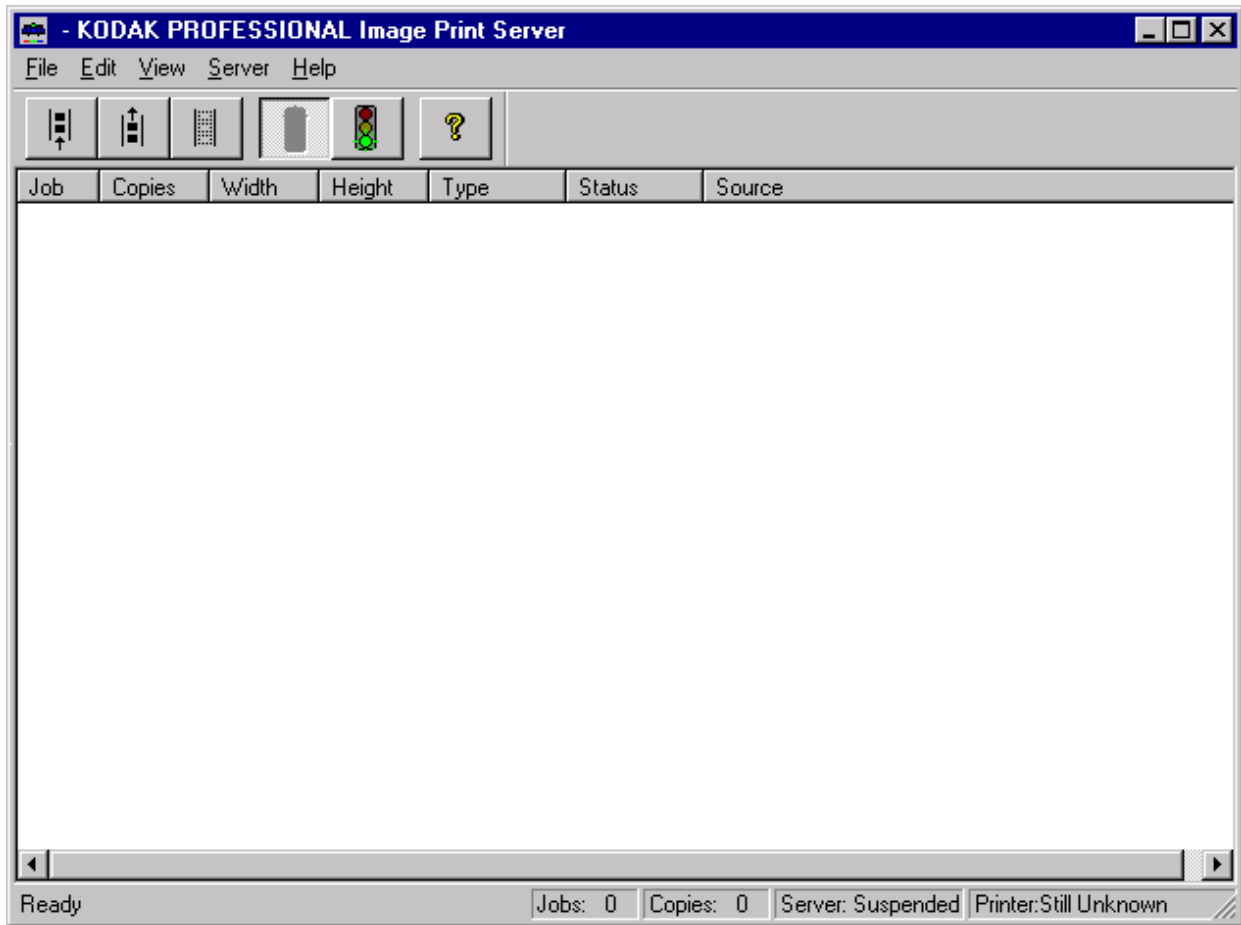 - KODAK PROFESSIONAL Image Print Server
File Edit View Server Help
Job Copies Width Height Type Status Source
Ready Jobs: 0 Copies: 0 Server: Suspended Printer:Still Unknown